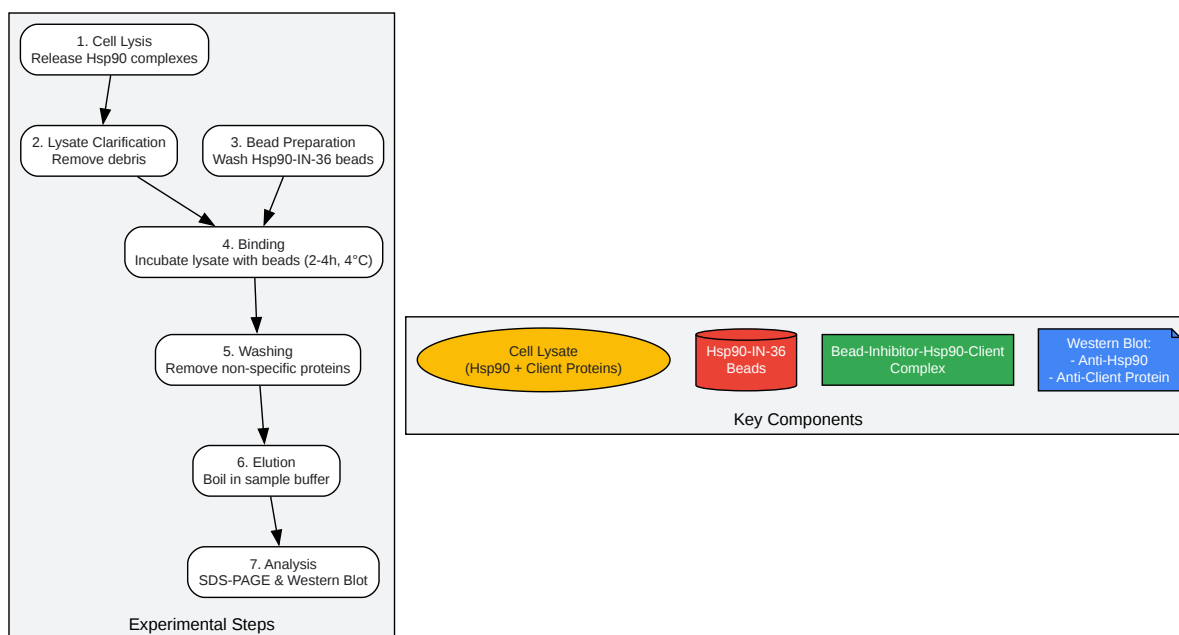 1. Cell Lysis
Release Hsp90 complexes
2. Lysate Clarification
Remove debris
3. Bead Preparation
Wash Hsp90-IN-36 beads
4. Binding
Incubate lysate with beads (2-4h, 4°C)
5. Washing
Remove non-specific proteins
6. Elution
Boil in sample buffer
7. Analysis
SDS-PAGE & Western Blot
Experimental Steps
Cell Lysate
(Hsp90 + Client Proteins)
Hsp90-IN-36
Beads
Bead-Inhibitor-Hsp90-Client
Complex
Western Blot:
- Anti-Hsp90
- Anti-Client Protein
Key Components